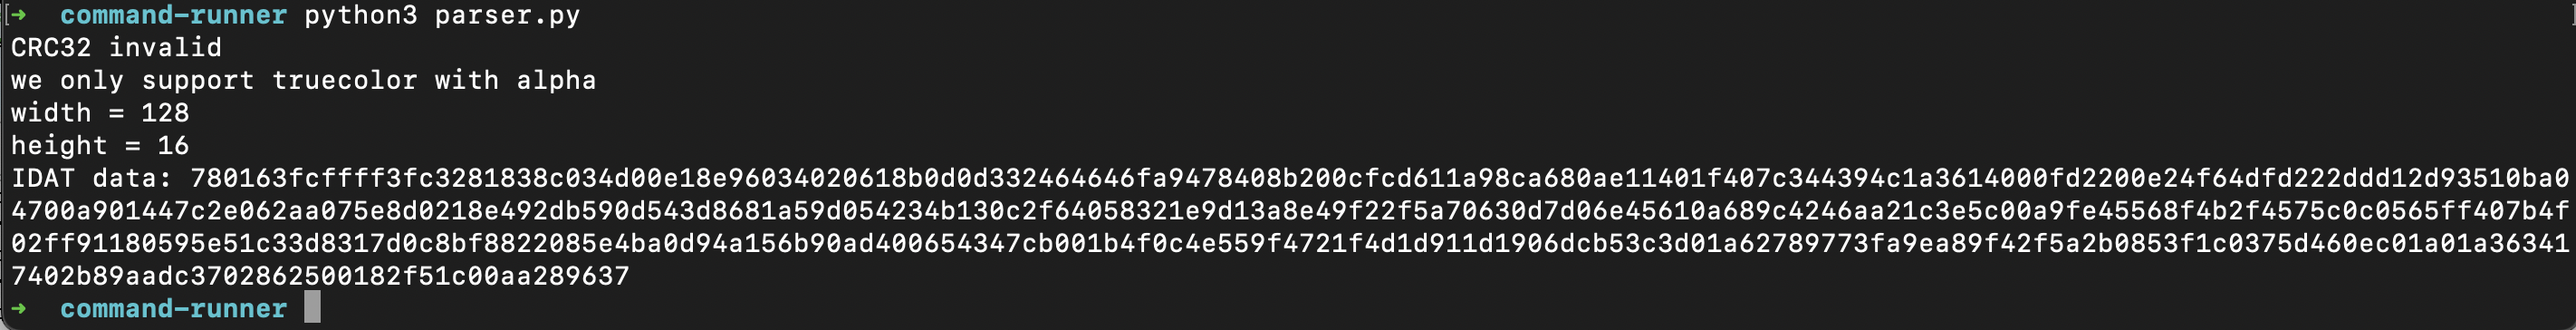 ➜  command-runner python3 parser.py
CRC32 invalid
we only support truecolor with alpha
width = 128
height = 16
IDAT data: 780163fcffff3fc3281838c034d00e18e96034020618b0d0d332464646fa9478408b200cfcd611a98ca680ae11401f407c344394c1a3614000fd2200e24f64dfd222ddd12d93510ba0
4700a901447c2e062aa075e8d0218e492db590d543d8681a59d054234b130c2f64058321e9d13a8e49f22f5a70630d7d06e45610a689c4246aa21c3e5c00a9fe45568f4b2f4575c0c0565ff407b4f
02ff91180595e51c33d8317d0c8bf8822085e4ba0d94a156b90ad400654347cb001b4f0c4e559f4721f4d1d911d1906dcb53c3d01a62789773fa9ea89f42f5a2b0853f1c0375d460ec01a01a36341
7402b89aadc3702862500182f51c00aa289637
➜  command-runner